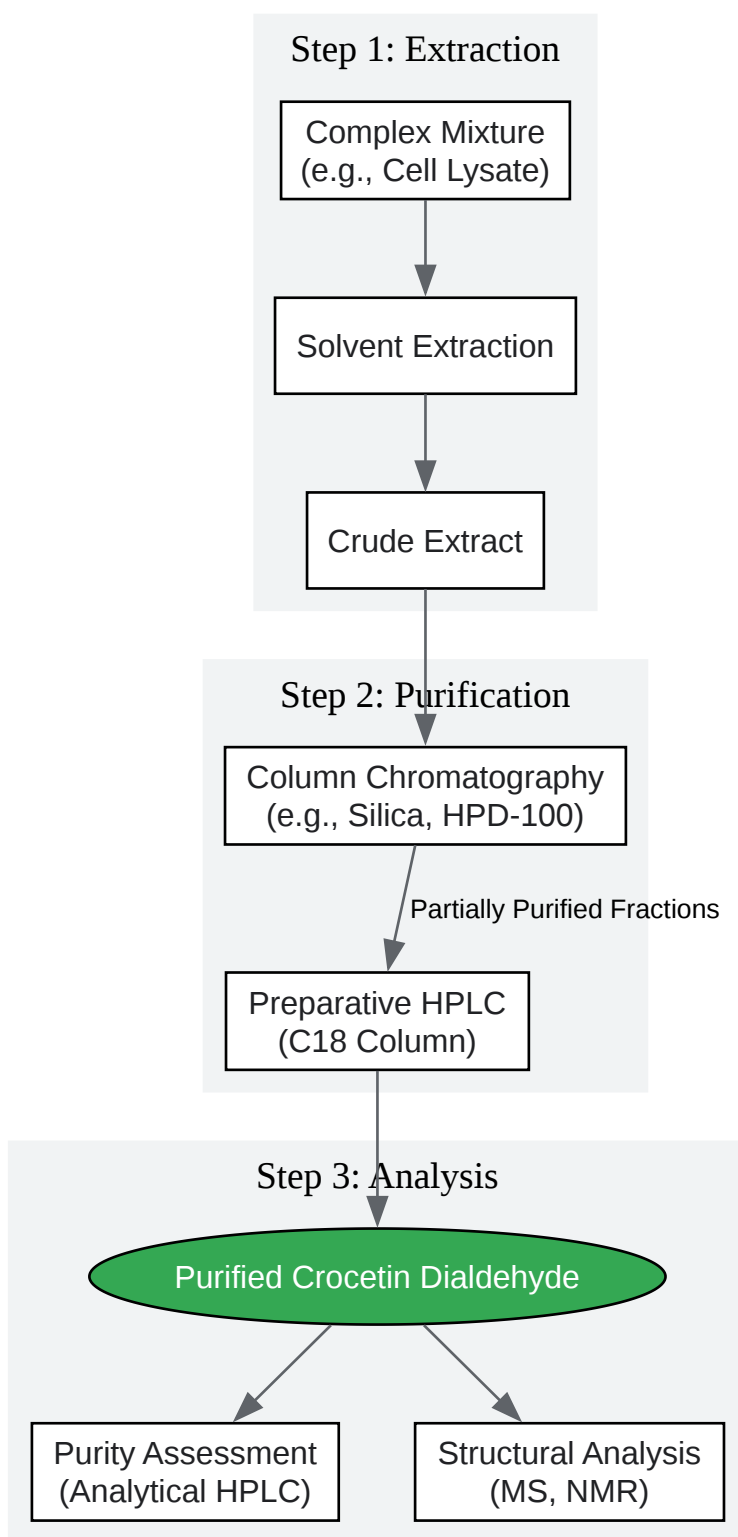 Step 1: Extraction
Complex Mixture
(e.g., Cell Lysate)
Solvent Extraction
Crude Extract
Step 2: Purification
Column Chromatography
(e.g., Silica, HPD-100)
Partially Purified Fractions
Preparative HPLC
(C18 Column)
Step 3: Analysis
Purified Crocetin Dialdehyde
Purity Assessment
(Analytical HPLC)
Structural Analysis
(MS, NMR)